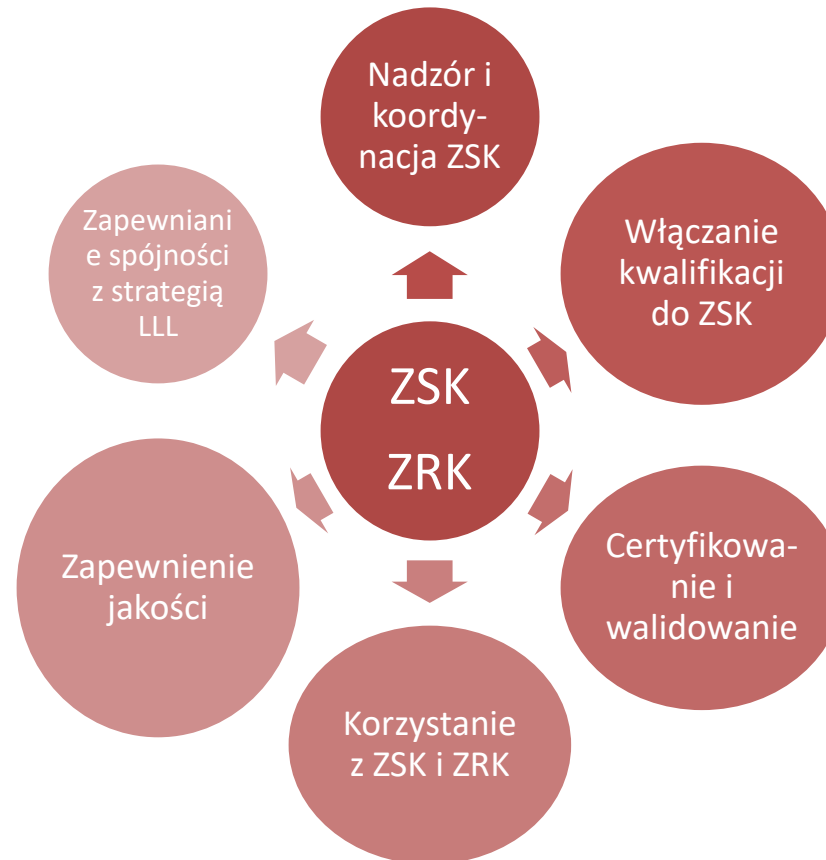 Nadzór i
koordy-
nacja ZSK
Włączanie
kwalifikacji
do ZSK
Certyfikowa-
nie i
walidowanie
Korzystanie
z ZSK i ZRK
Zapewnienie
jakości
Zapewniani
e spójności
z strategią
LLL
ZSK
ZRK